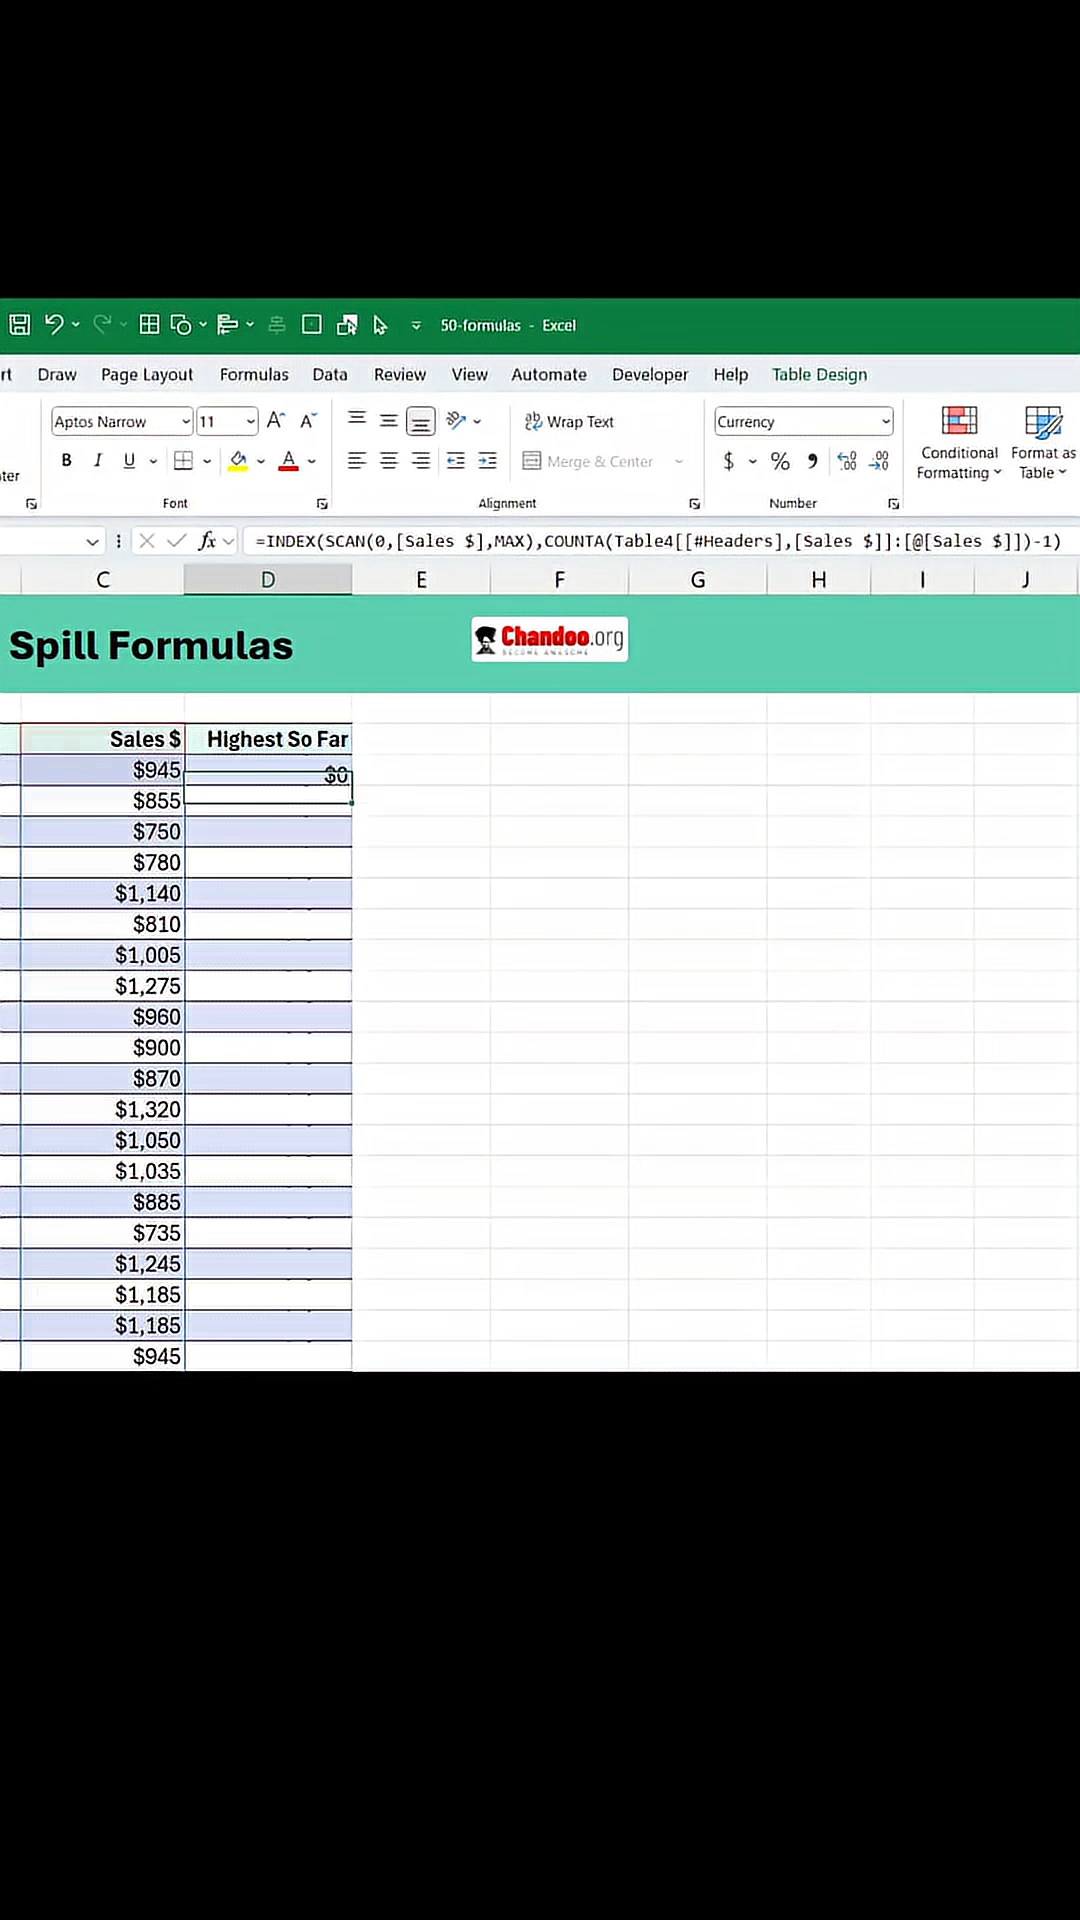 50-formulas - Excel
rt Draw Page Layout Formulas Data Review View Automate Developer Help Table Design
Aptos Narrow 11 A A Wrap Text Currency
B I U A Merge & Center $ % Conditional Formatting Format as Table
ter
Font Alignment Number
fx =INDEX(SCAN(0,[Sales $],MAX),COUNTA(Table4[[#Headers],[Sales $]]:[@[Sales $]])-1)
C D E F G H I J
Spill Formulas Chandoo.org
BECOME AWESOME
Sales $ Highest So Far
$945 $0
$855
$750
$780
$1,140
$810
$1,005
$1,275
$960
$900
$870
$1,320
$1,050
$1,035
$885
$735
$1,245
$1,185
$1,185
$945